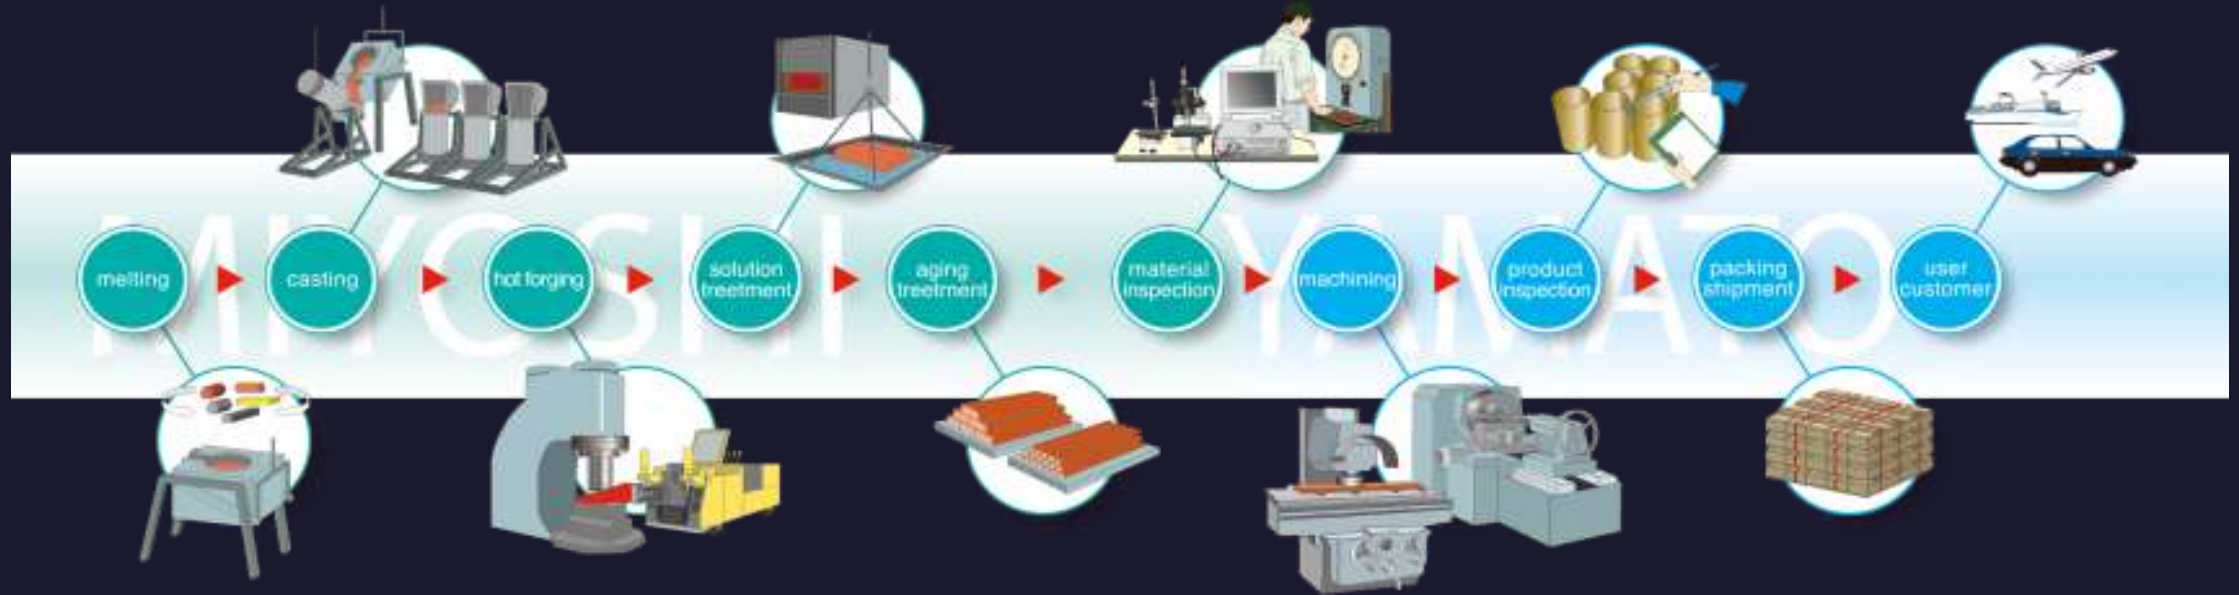 MIYOSHI YAMATO
melting
casting
hot forging
solution
treetment
aging
treetment
material
inspection
machining
product
inspection
packing
shipment
user
customer